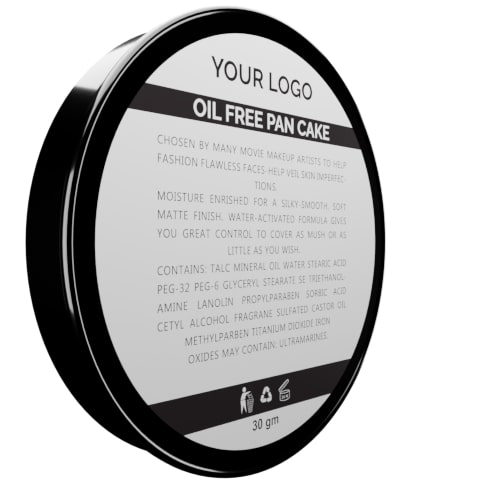 YOUR LOGO
OIL FREE PAN CAKE
CHOSEN BY MANY MOVIE MAKEUP ARTISTS TO HELP
FASHION FLAWLESS FACES-HELP VEIL SKIN IMPERFEC-
TIONS.
MOISTURE ENRISHED FOR A SILKY-SMOOTH, SOFT
MATTE FINISH. WATER-ACTIVATED FORMULA GIVES
YOU GREAT CONTROL TO COVER AS MUSH OR AS
LITTLE AS YOU WISH.
CONTAINS: TALC MINERAL OIL WATER STEARIC ACID
PEG-32 PEG-6 GLYCERYL STEARATE SE TRIETHANOL-
AMINE LANOLIN PROPYLPARABEN SORBIC ACID
CETYL ALCOHOL FRAGRANE SULFATED CASTOR OIL
METHYLPARBEN TITANIUM DIOXIDE IRON
OXIDES MAY CONTAIN: ULTRAMARINES.
30 gm